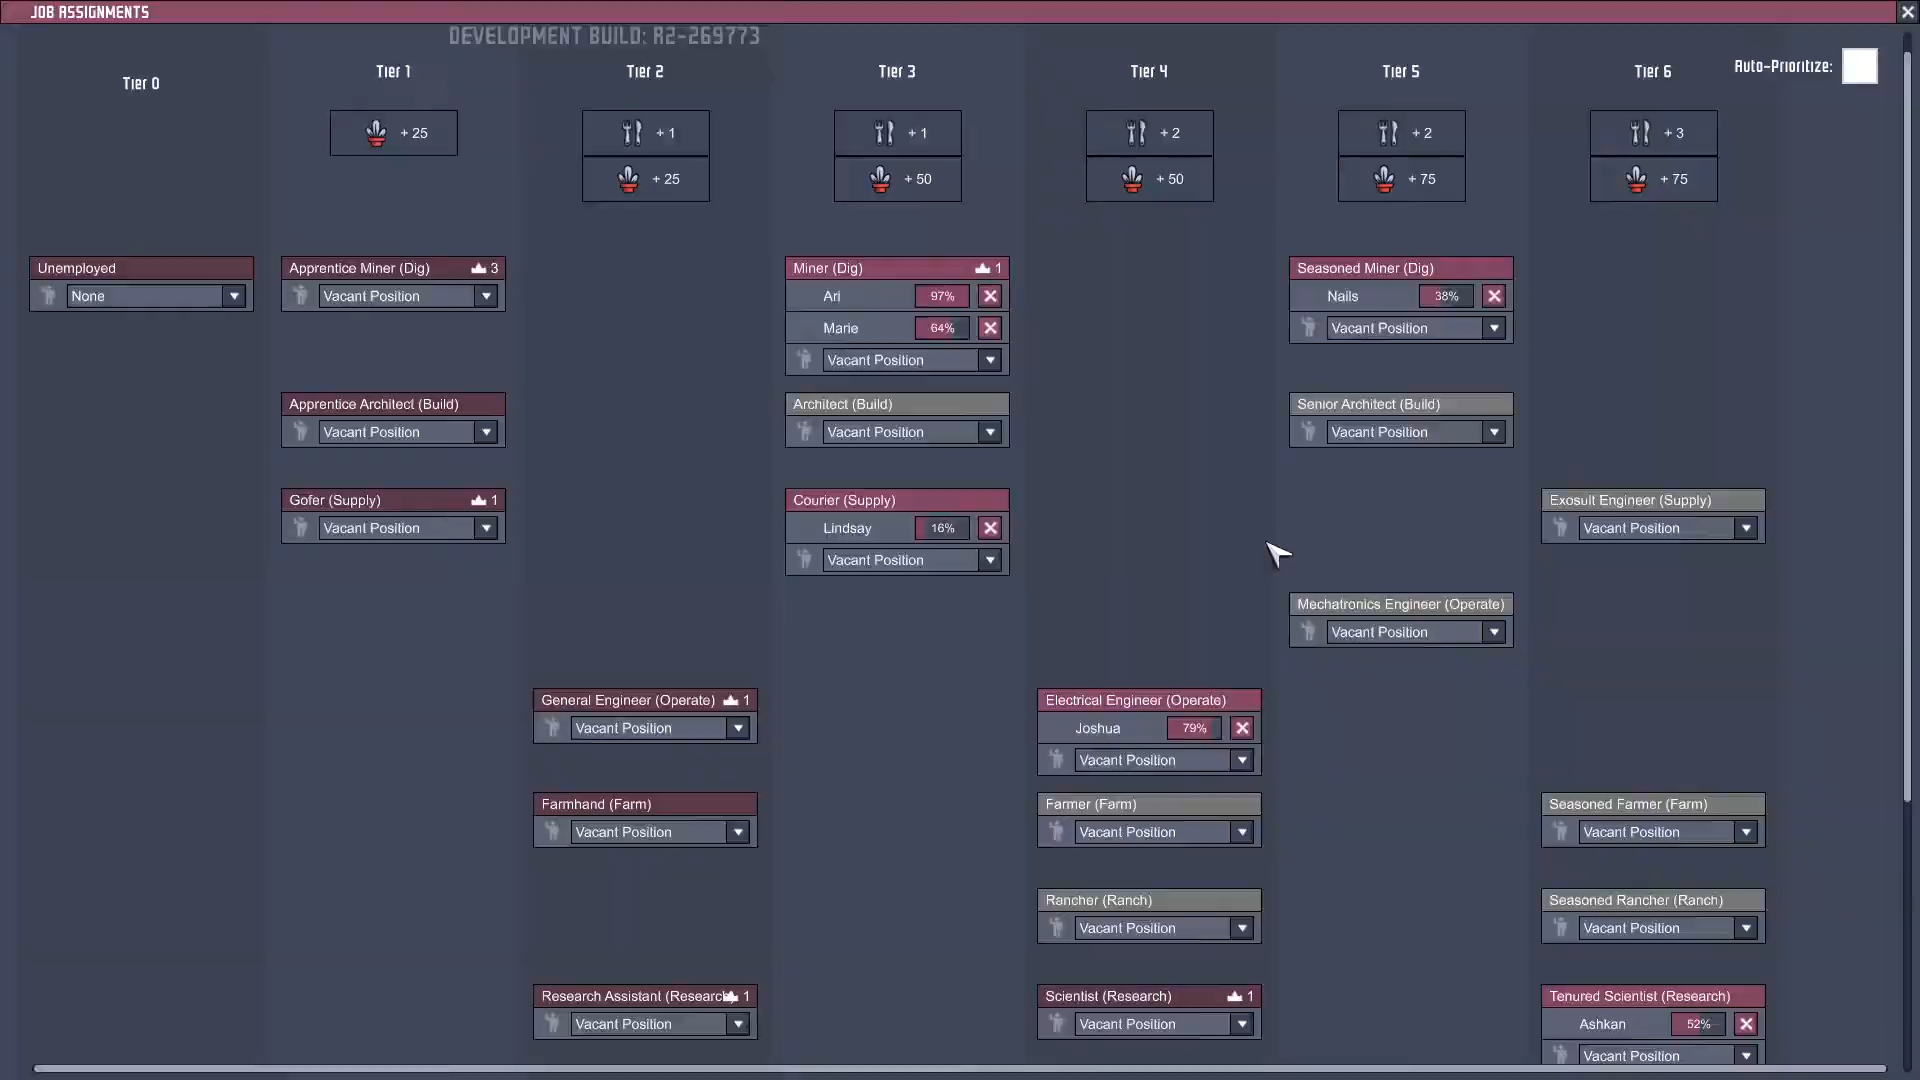 JOB ASSIGNMENTS
DEVELOPMENT BUILD: R2-269773
Tier 0
Tier 1
Tier 2
Tier 3
Tier 4
Tier 5
Tier 6
Auto-Prioritize:
+ 25
+ 1
+ 1
+ 2
+ 2
+ 3
+ 25
+ 50
+ 50
+ 75
+ 75
Unemployed
None
Apprentice Miner (Dig) 3
Vacant Position
Miner (Dig) 1
Ari 97%
Marie 64%
Vacant Position
Seasoned Miner (Dig)
Nails 38%
Vacant Position
Apprentice Architect (Build)
Vacant Position
Architect (Build)
Vacant Position
Senior Architect (Build)
Vacant Position
Gofer (Supply) 1
Vacant Position
Courier (Supply)
Lindsay 16%
Vacant Position
Exosuit Engineer (Supply)
Vacant Position
Mechatronics Engineer (Operate)
Vacant Position
General Engineer (Operate) 1
Vacant Position
Electrical Engineer (Operate)
Joshua 79%
Vacant Position
Farmhand (Farm)
Vacant Position
Farmer (Farm)
Vacant Position
Seasoned Farmer (Farm)
Vacant Position
Rancher (Ranch)
Vacant Position
Seasoned Rancher (Ranch)
Vacant Position
Research Assistant (Research) 1
Vacant Position
Scientist (Research) 1
Vacant Position
Tenured Scientist (Research)
Ashkan 52%
Vacant Position